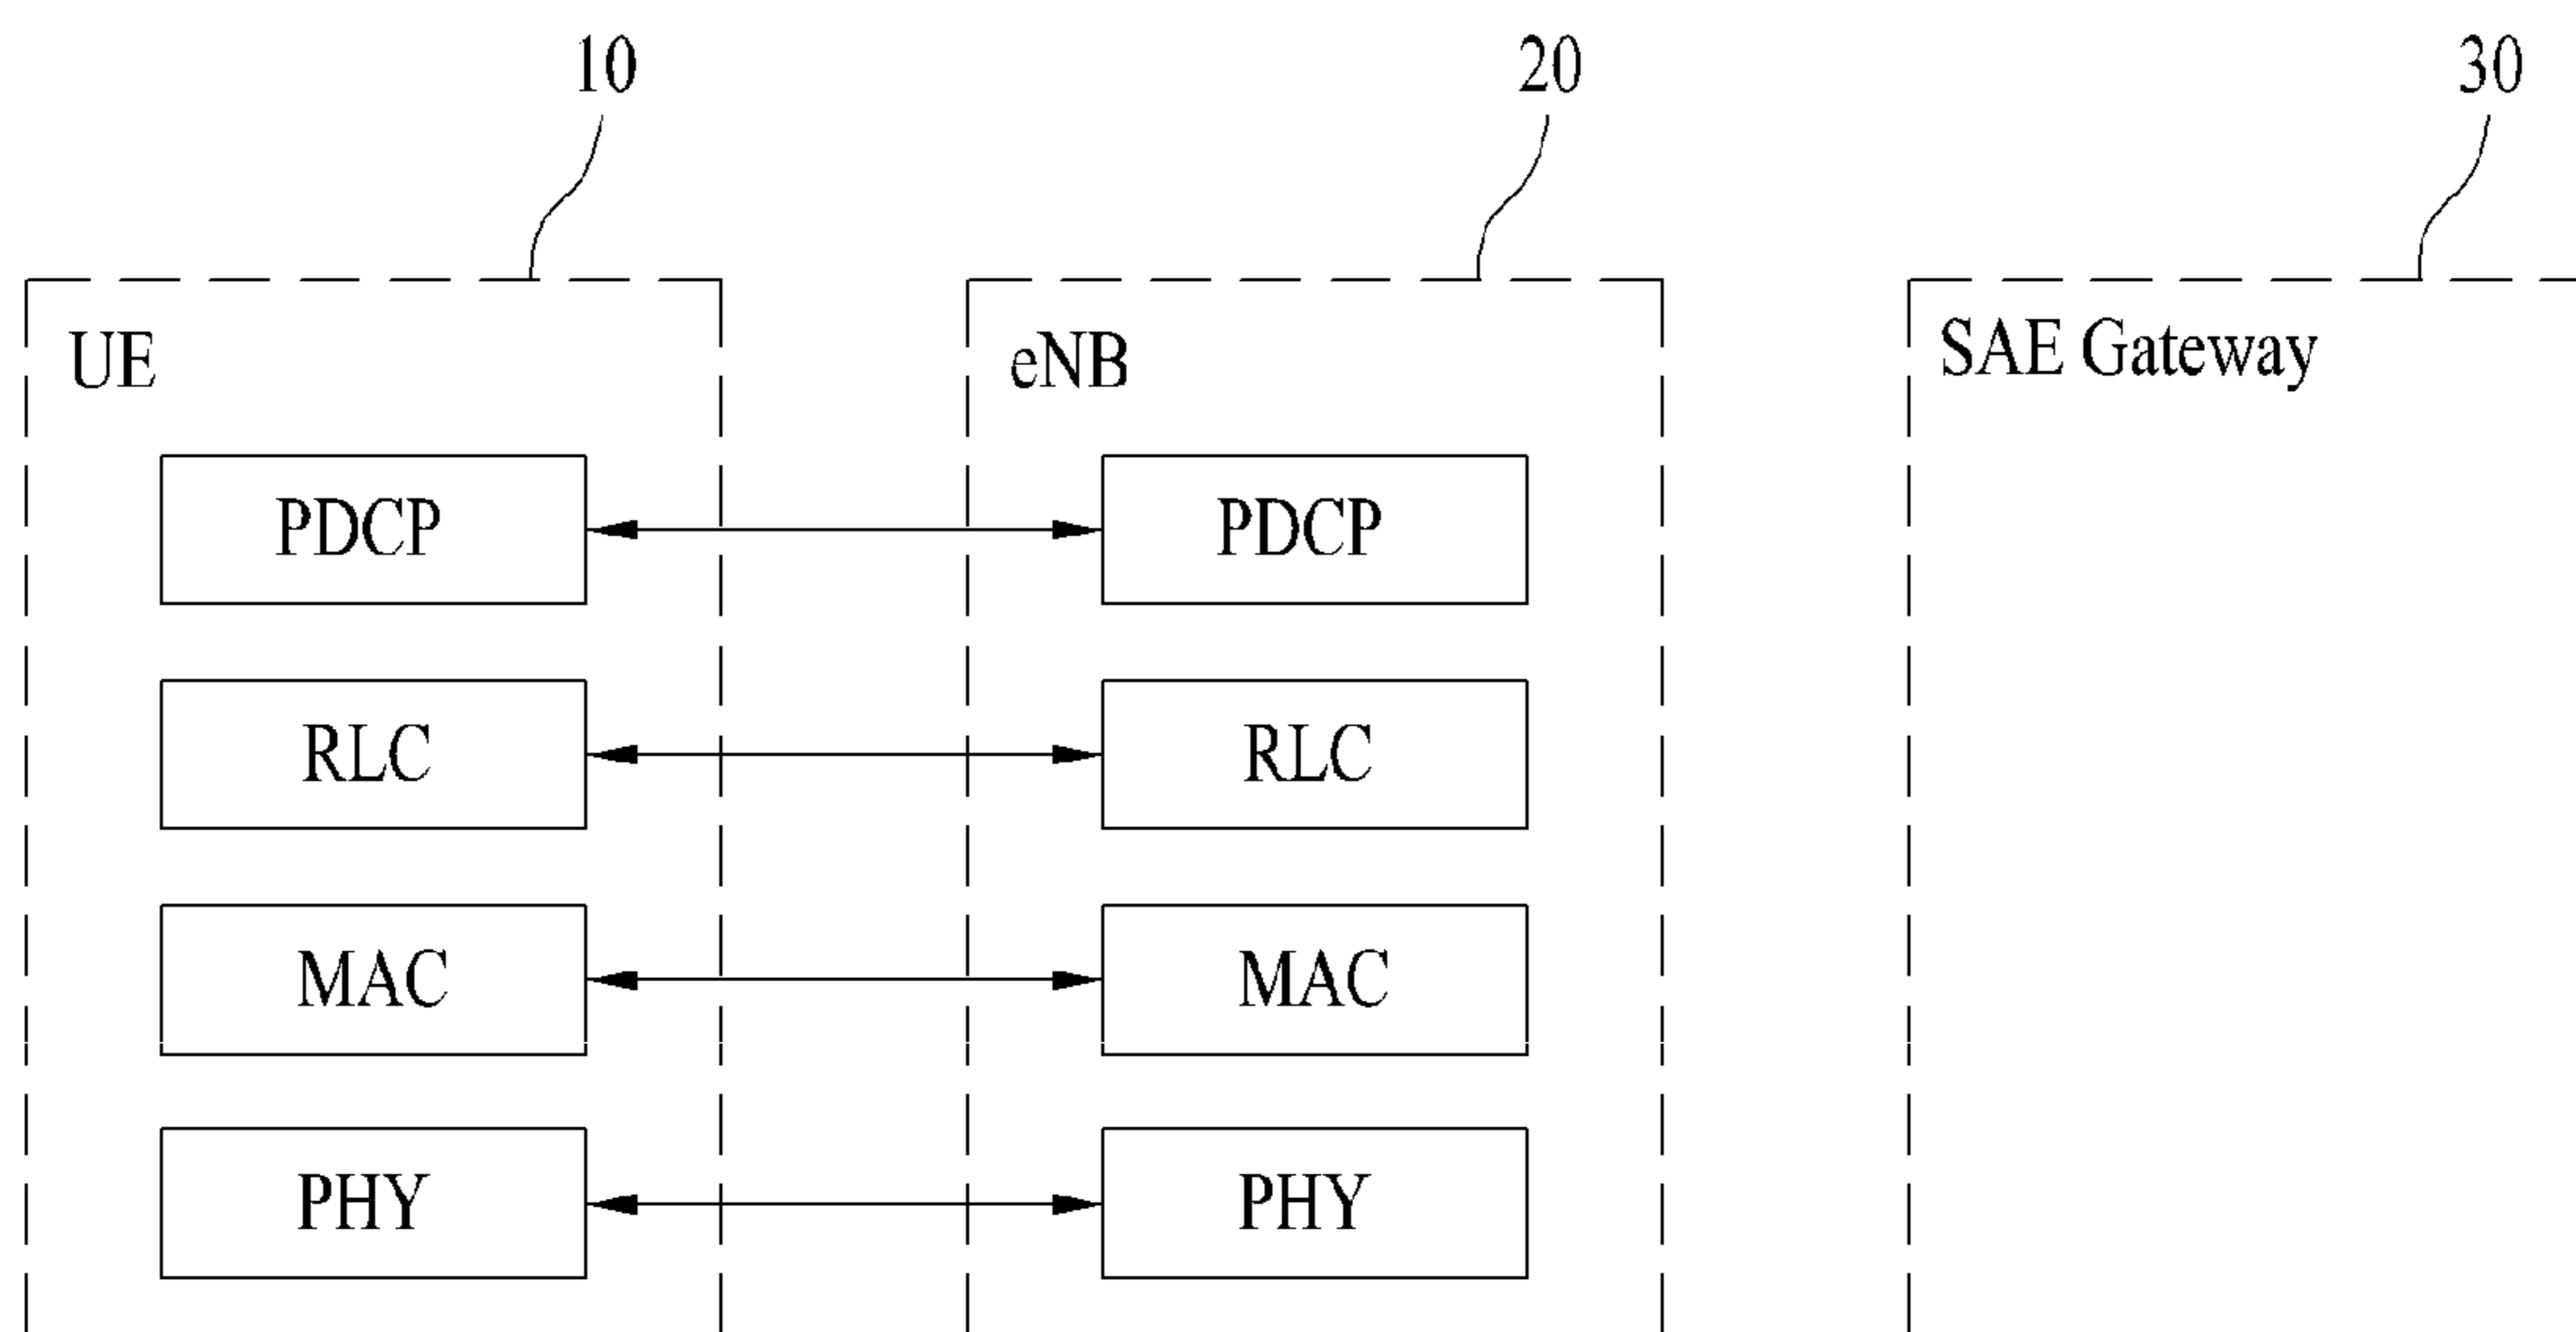 10 20 30
UE eNB SAE Gateway
PDCP PDCP
RLC RLC
MAC MAC
PHY PHY